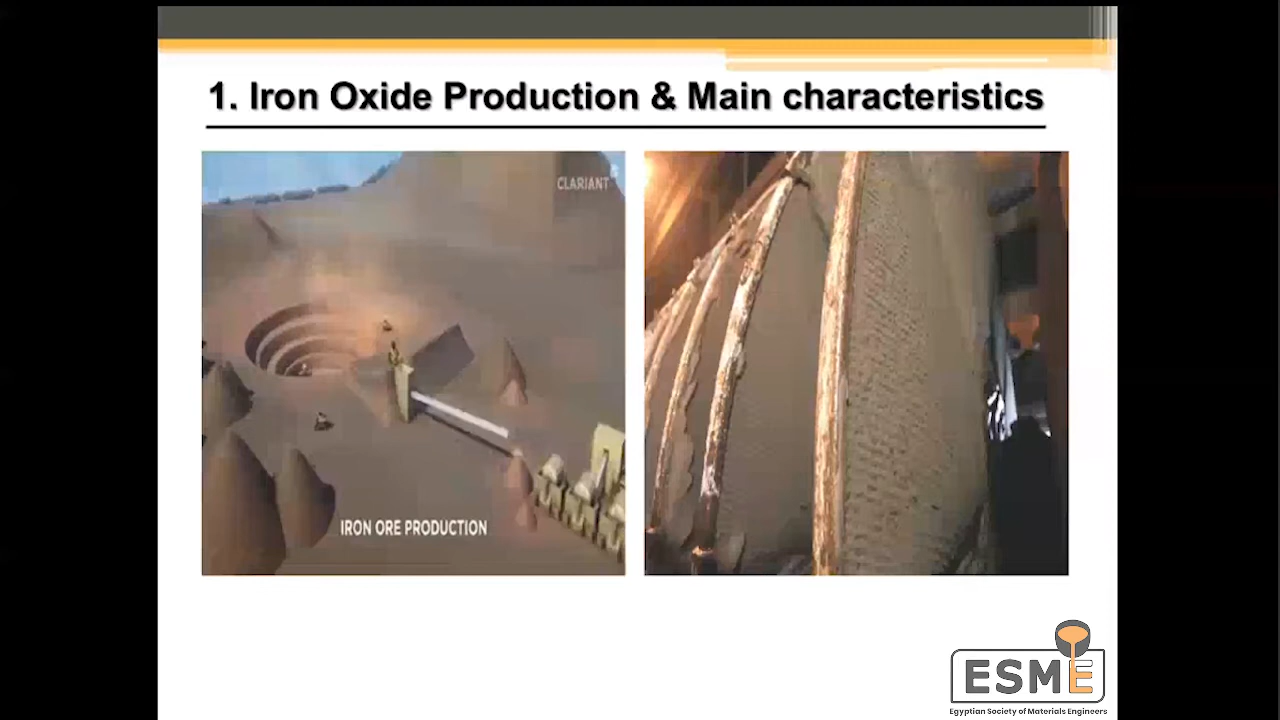 1. Iron Oxide Production & Main characteristics
CLARIANT
IRON ORE PRODUCTION
ESME
Egyptian Society of Materials Engineers